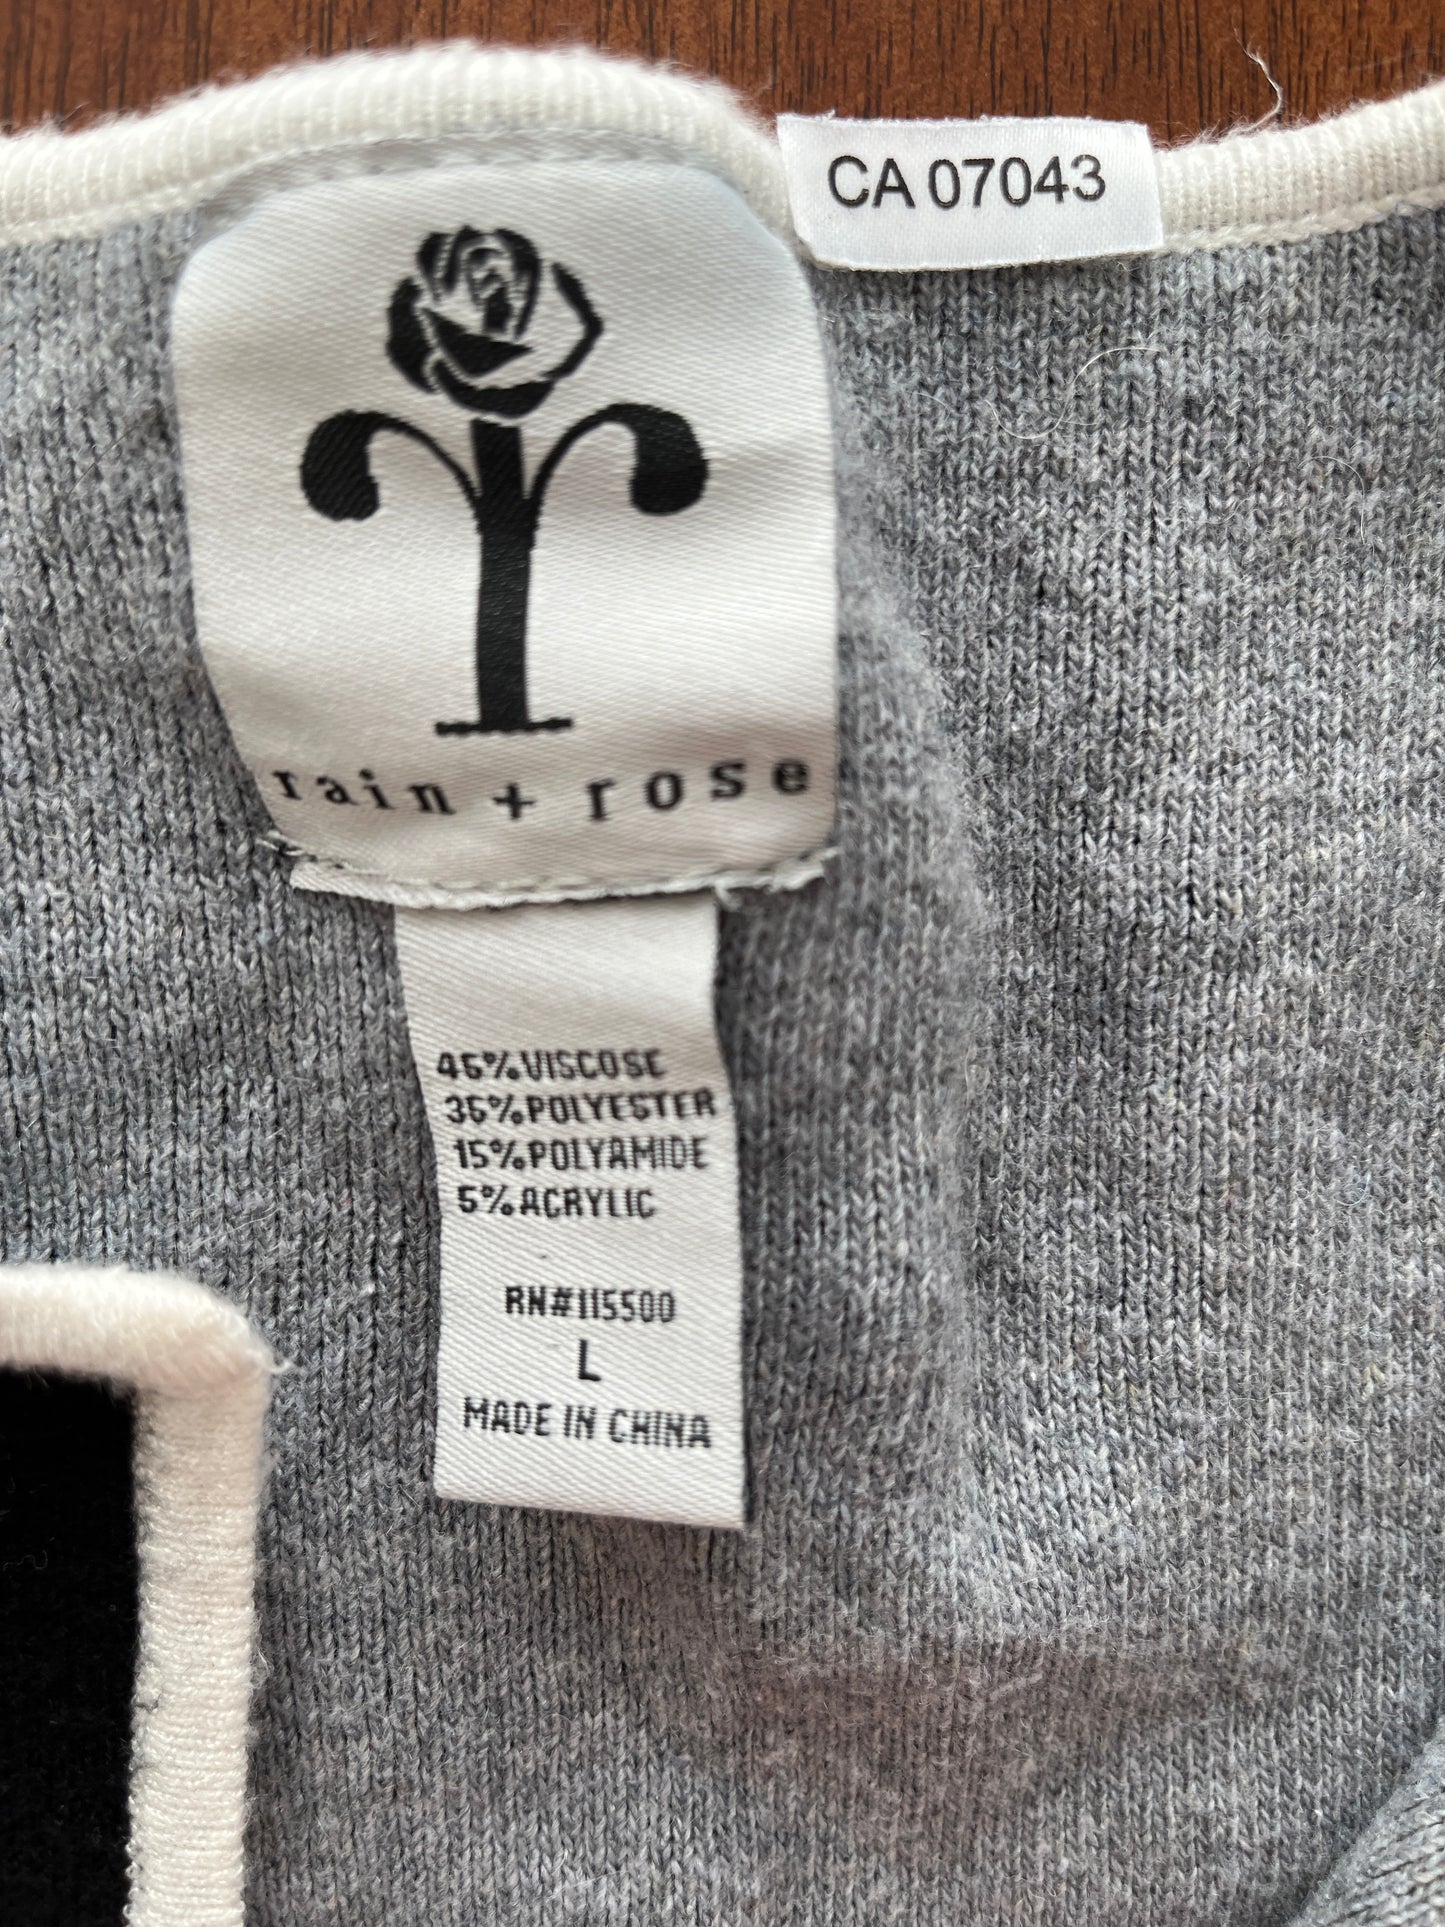 CA 07043
rain + rose
45% VISCOSE
35% POLYESTER
15% POLYAMIDE
5% ACRYLIC
RN#115500
L
MADE IN CHINA